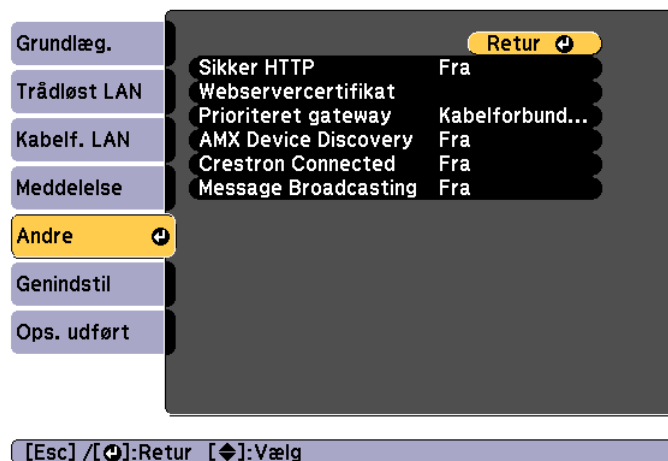 Grundlæg.
Trådløst LAN
Kabelf. LAN
Meddelelse
Andre
Genindstil
Ops. udført
Retur
Sikker HTTP Fra
Webservercertifikat
Prioriteret gateway Kabelforbund...
AMX Device Discovery Fra
Crestron Connected Fra
Message Broadcasting Fra
[Esc] /[⏎]:Retur [◆]:Vælg